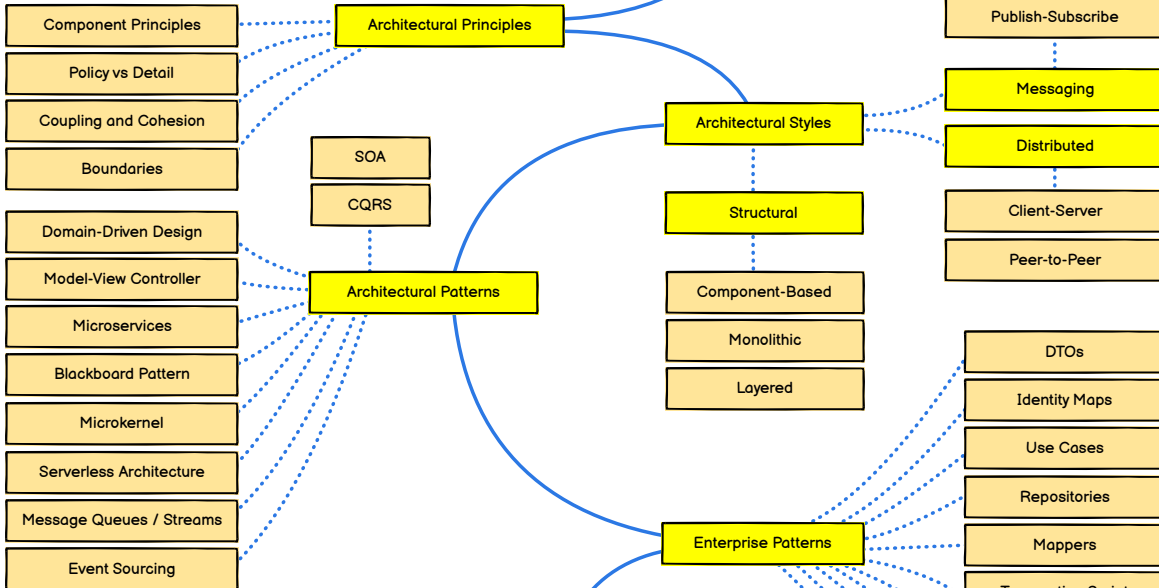 Component Principles
Policy vs Detail
Coupling and Cohesion
Boundaries
Architectural Principles
Publish-Subscribe
Messaging
Distributed
Client-Server
Peer-to-Peer
Architectural Styles
Structural
Component-Based
Monolithic
Layered
SOA
CQRS
Architectural Patterns
Domain-Driven Design
Model-View Controller
Microservices
Blackboard Pattern
Microkernel
Serverless Architecture
Message Queues / Streams
Event Sourcing
Enterprise Patterns
DTOs
Identity Maps
Use Cases
Repositories
Mappers